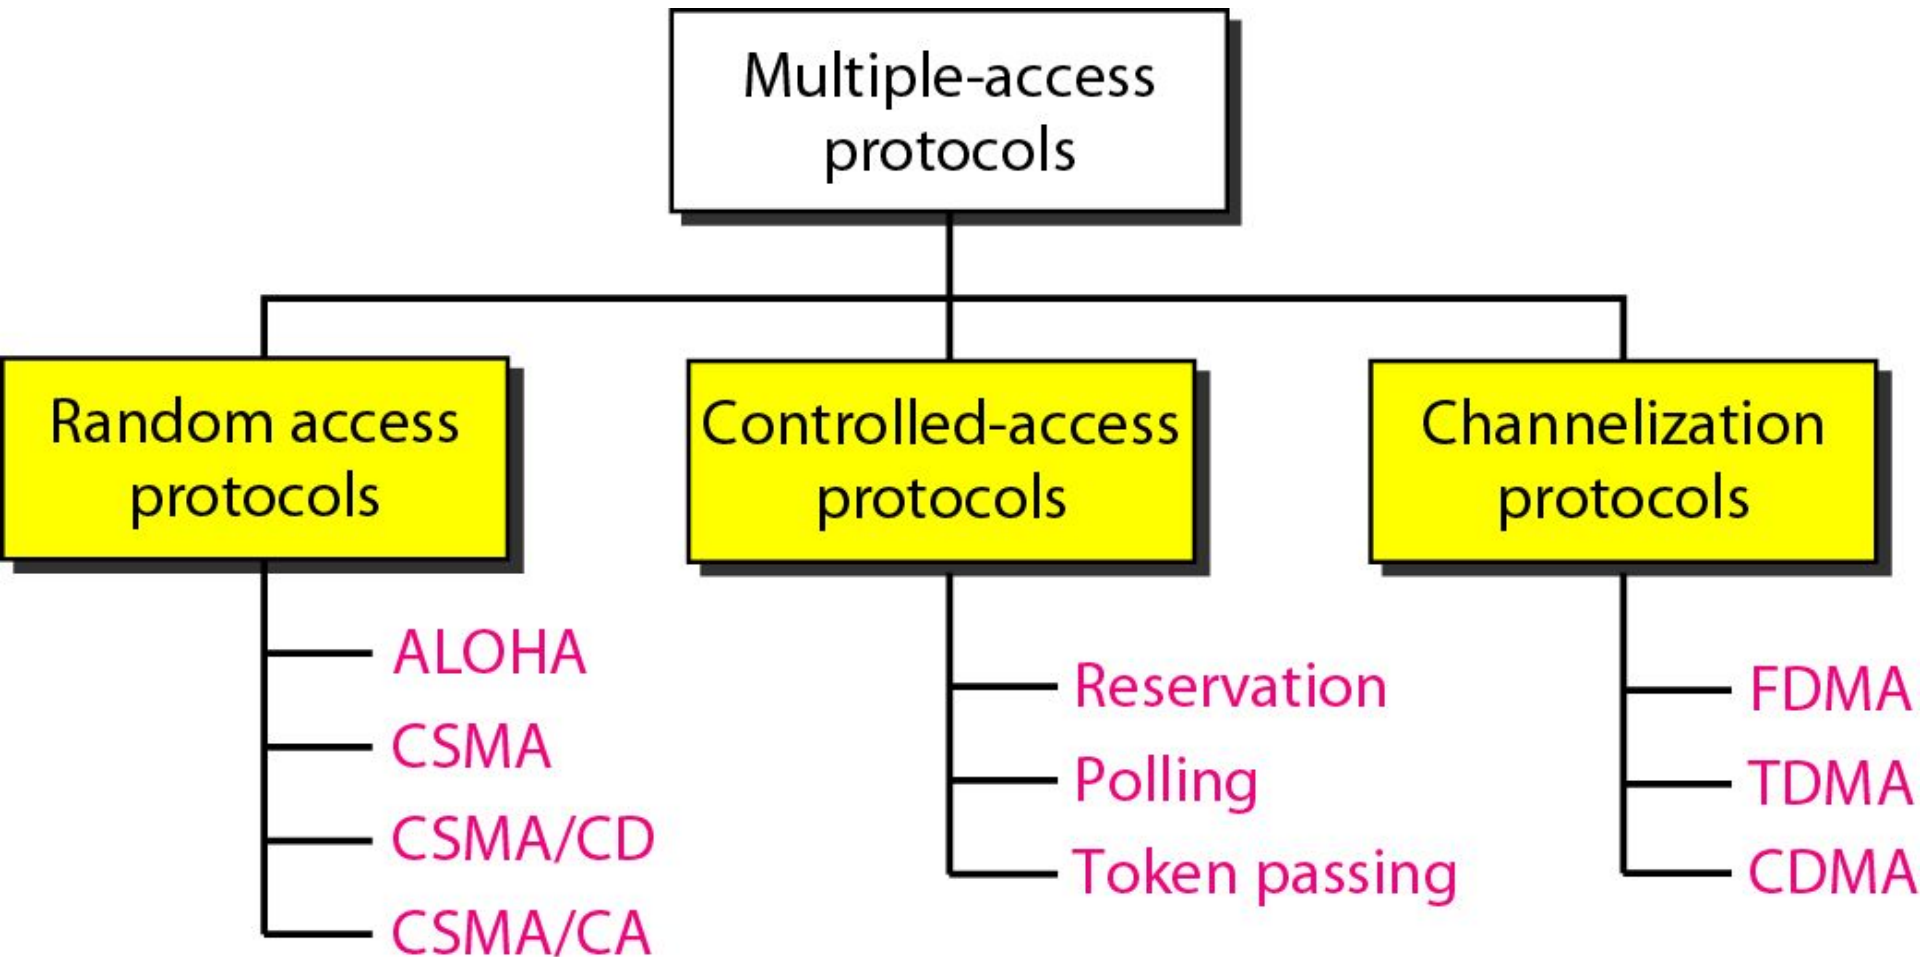 Multiple-access
protocols
Random access
protocols
Controlled-access
protocols
Channelization
protocols
ALOHA
CSMA
CSMA/CD
CSMA/CA
Reservation
Polling
Token passing
FDMA
TDMA
CDMA